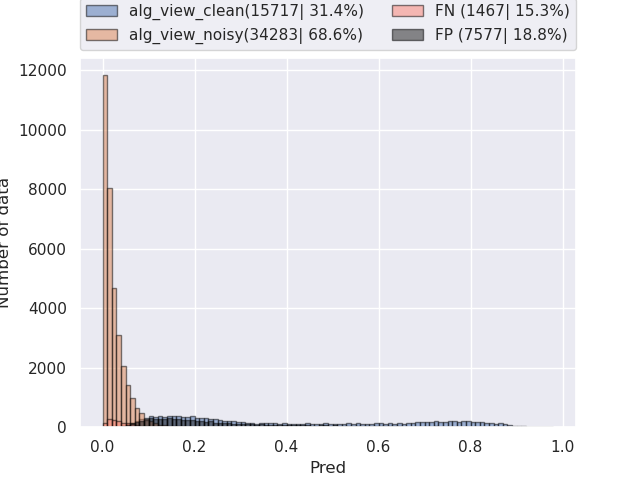 alg_view_clean(15717| 31.4%)
alg_view_noisy(34283| 68.6%)
FN (1467| 15.3%)
FP (7577| 18.8%)
12000
10000
8000
6000
4000
2000
0
Number of data
0.0 0.2 0.4 0.6 0.8 1.0
Pred